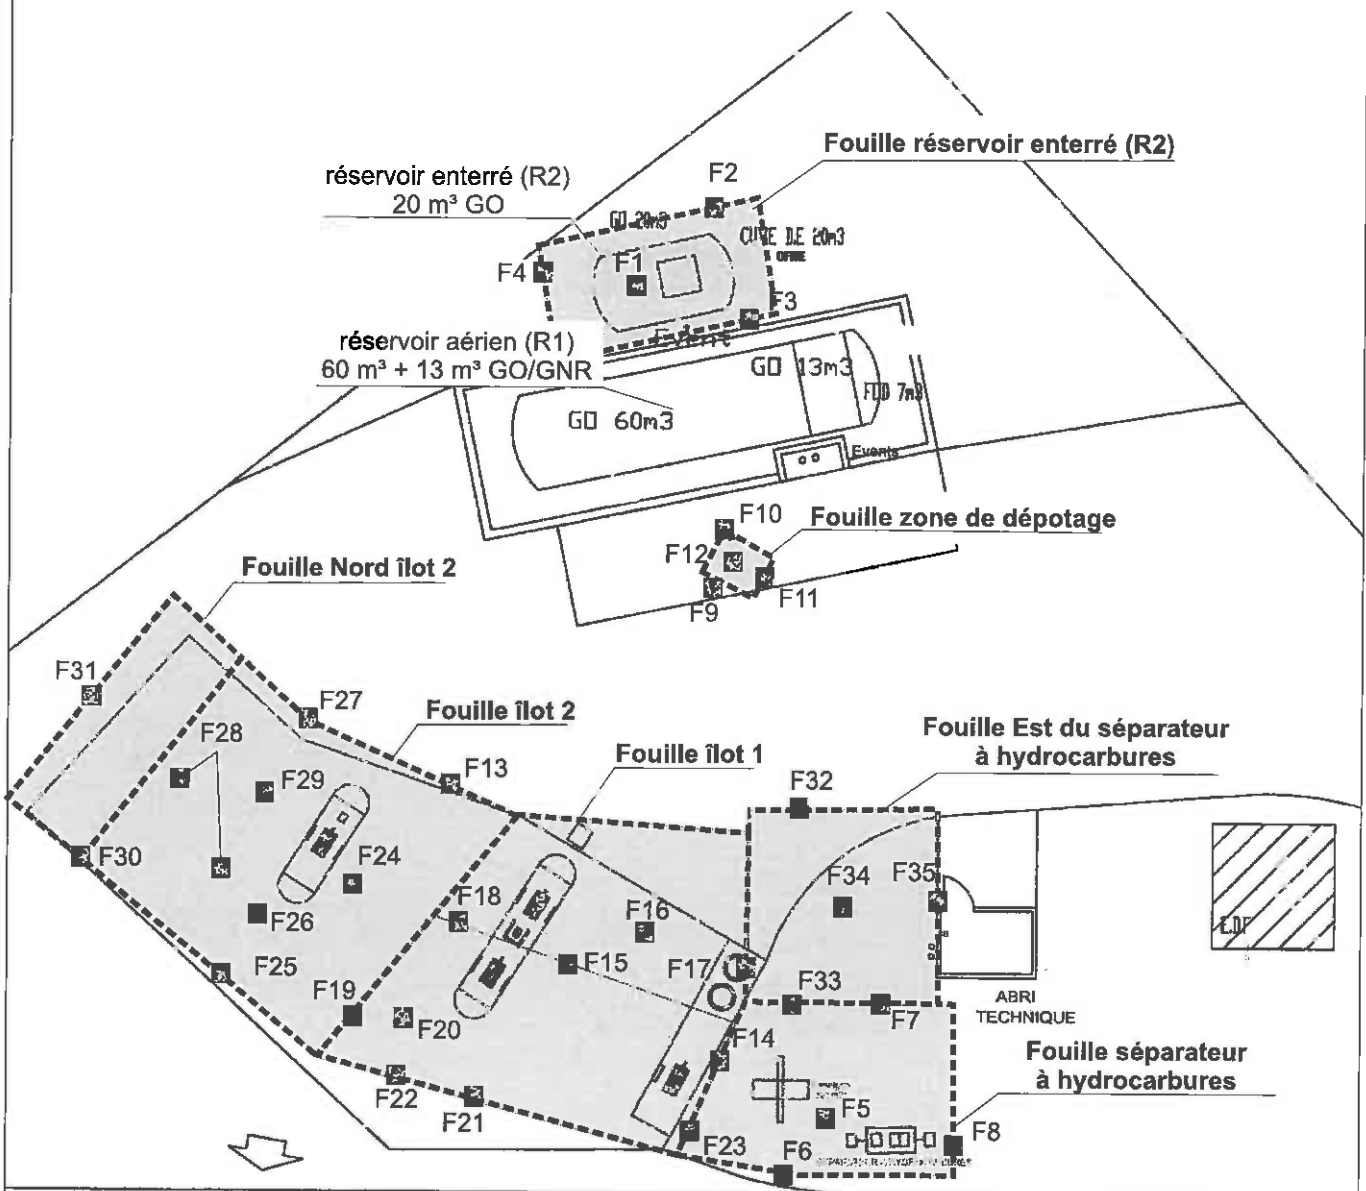 Fouille réservoir enterré (R2)
réservoir enterré (R2)
20 m³ GO
F2
GO 20m3
CUVE DE 20m3
F4
F1
F3
réservoir aérien (R1)
60 m³ + 13 m³ GO/GNR
GO 13m3
FOD 7m3
GO 60m3
Events
F10
Fouille zone de dépotage
F12
F9
F11
Fouille Nord îlot 2
F31
F27
Fouille îlot 2
F28
F13
Fouille îlot 1
Fouille Est du séparateur
à hydrocarbures
F32
F29
F30
F24
F34
F35
F18
F16
F26
E.D.F
F15
F17
F25
F33
F19
F7
ABRI
TECHNIQUE
F20
F14
Fouille séparateur
à hydrocarbures
F22
F21
F5
F23
F6
F8